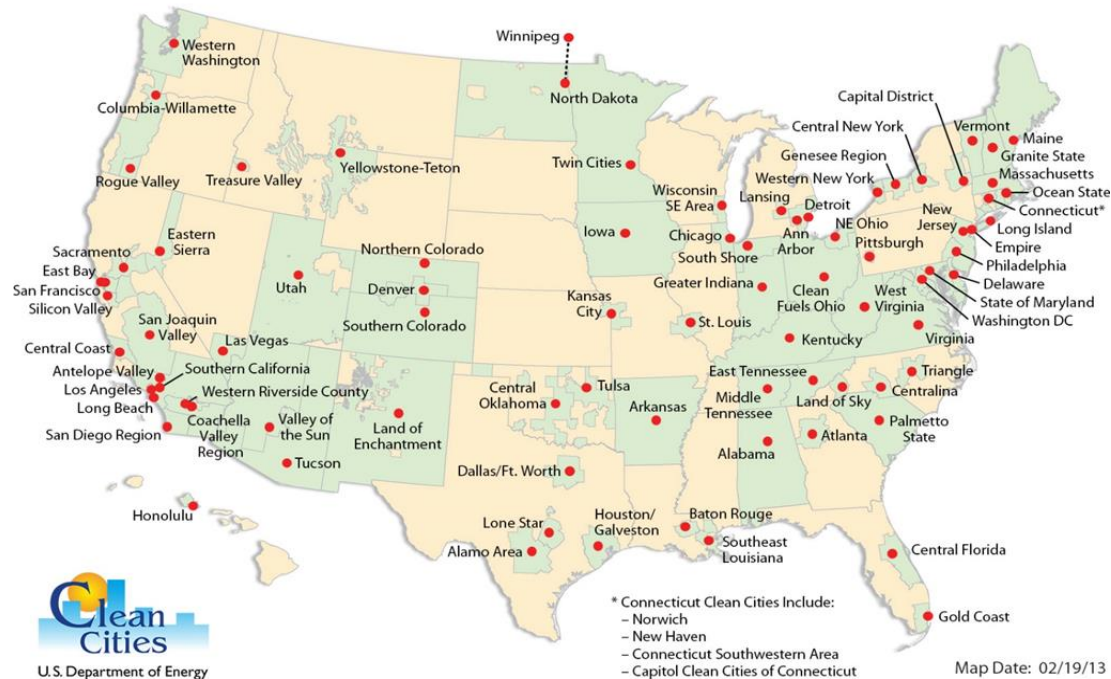 Winnipeg
Western
Washington
North Dakota
Columbia-Willamette
Capital District
Central New York
Vermont
Maine
Genesee Region
Granite State
Twin Cities
Western New York
Massachusetts
Rogue Valley
Treasure Valley
Yellowstone-Teton
Wisconsin
SE Area
Lansing
Detroit
Ocean State
Connecticut*
Iowa
Chicago
Ann
Arbor
NE Ohio
New
Jersey
Long Island
Sacramento
Eastern
Sierra
Northern Colorado
South Shore
Pittsburgh
Empire
East Bay
Philadelphia
San Francisco
Utah
Denver
Greater Indiana
Clean
Fuels Ohio
West
Virginia
Delaware
Silicon Valley
Kansas
City
State of Maryland
San Joaquin
Valley
Southern Colorado
St. Louis
Washington DC
Central Coast
Las Vegas
Kentucky
Virginia
Antelope Valley
Southern California
East Tennessee
Triangle
Los Angeles
Western Riverside County
Central
Oklahoma
Tulsa
Middle
Tennessee
Land of Sky
Centralina
Long Beach
Coachella
Valley
Region
Valley
of the Sun
Land of
Enchantment
Arkansas
Palmetto
State
San Diego Region
Alabama
Atlanta
Tucson
Dallas/Ft. Worth
Honolulu
Lone Star
Houston/
Galveston
Baton Rouge
Alamo Area
Southeast
Louisiana
Central Florida
Gold Coast
Clean
Cities
U.S. Department of Energy
* Connecticut Clean Cities Include:
– Norwich
– New Haven
– Connecticut Southwestern Area
– Capitol Clean Cities of Connecticut
Map Date: 02/19/13